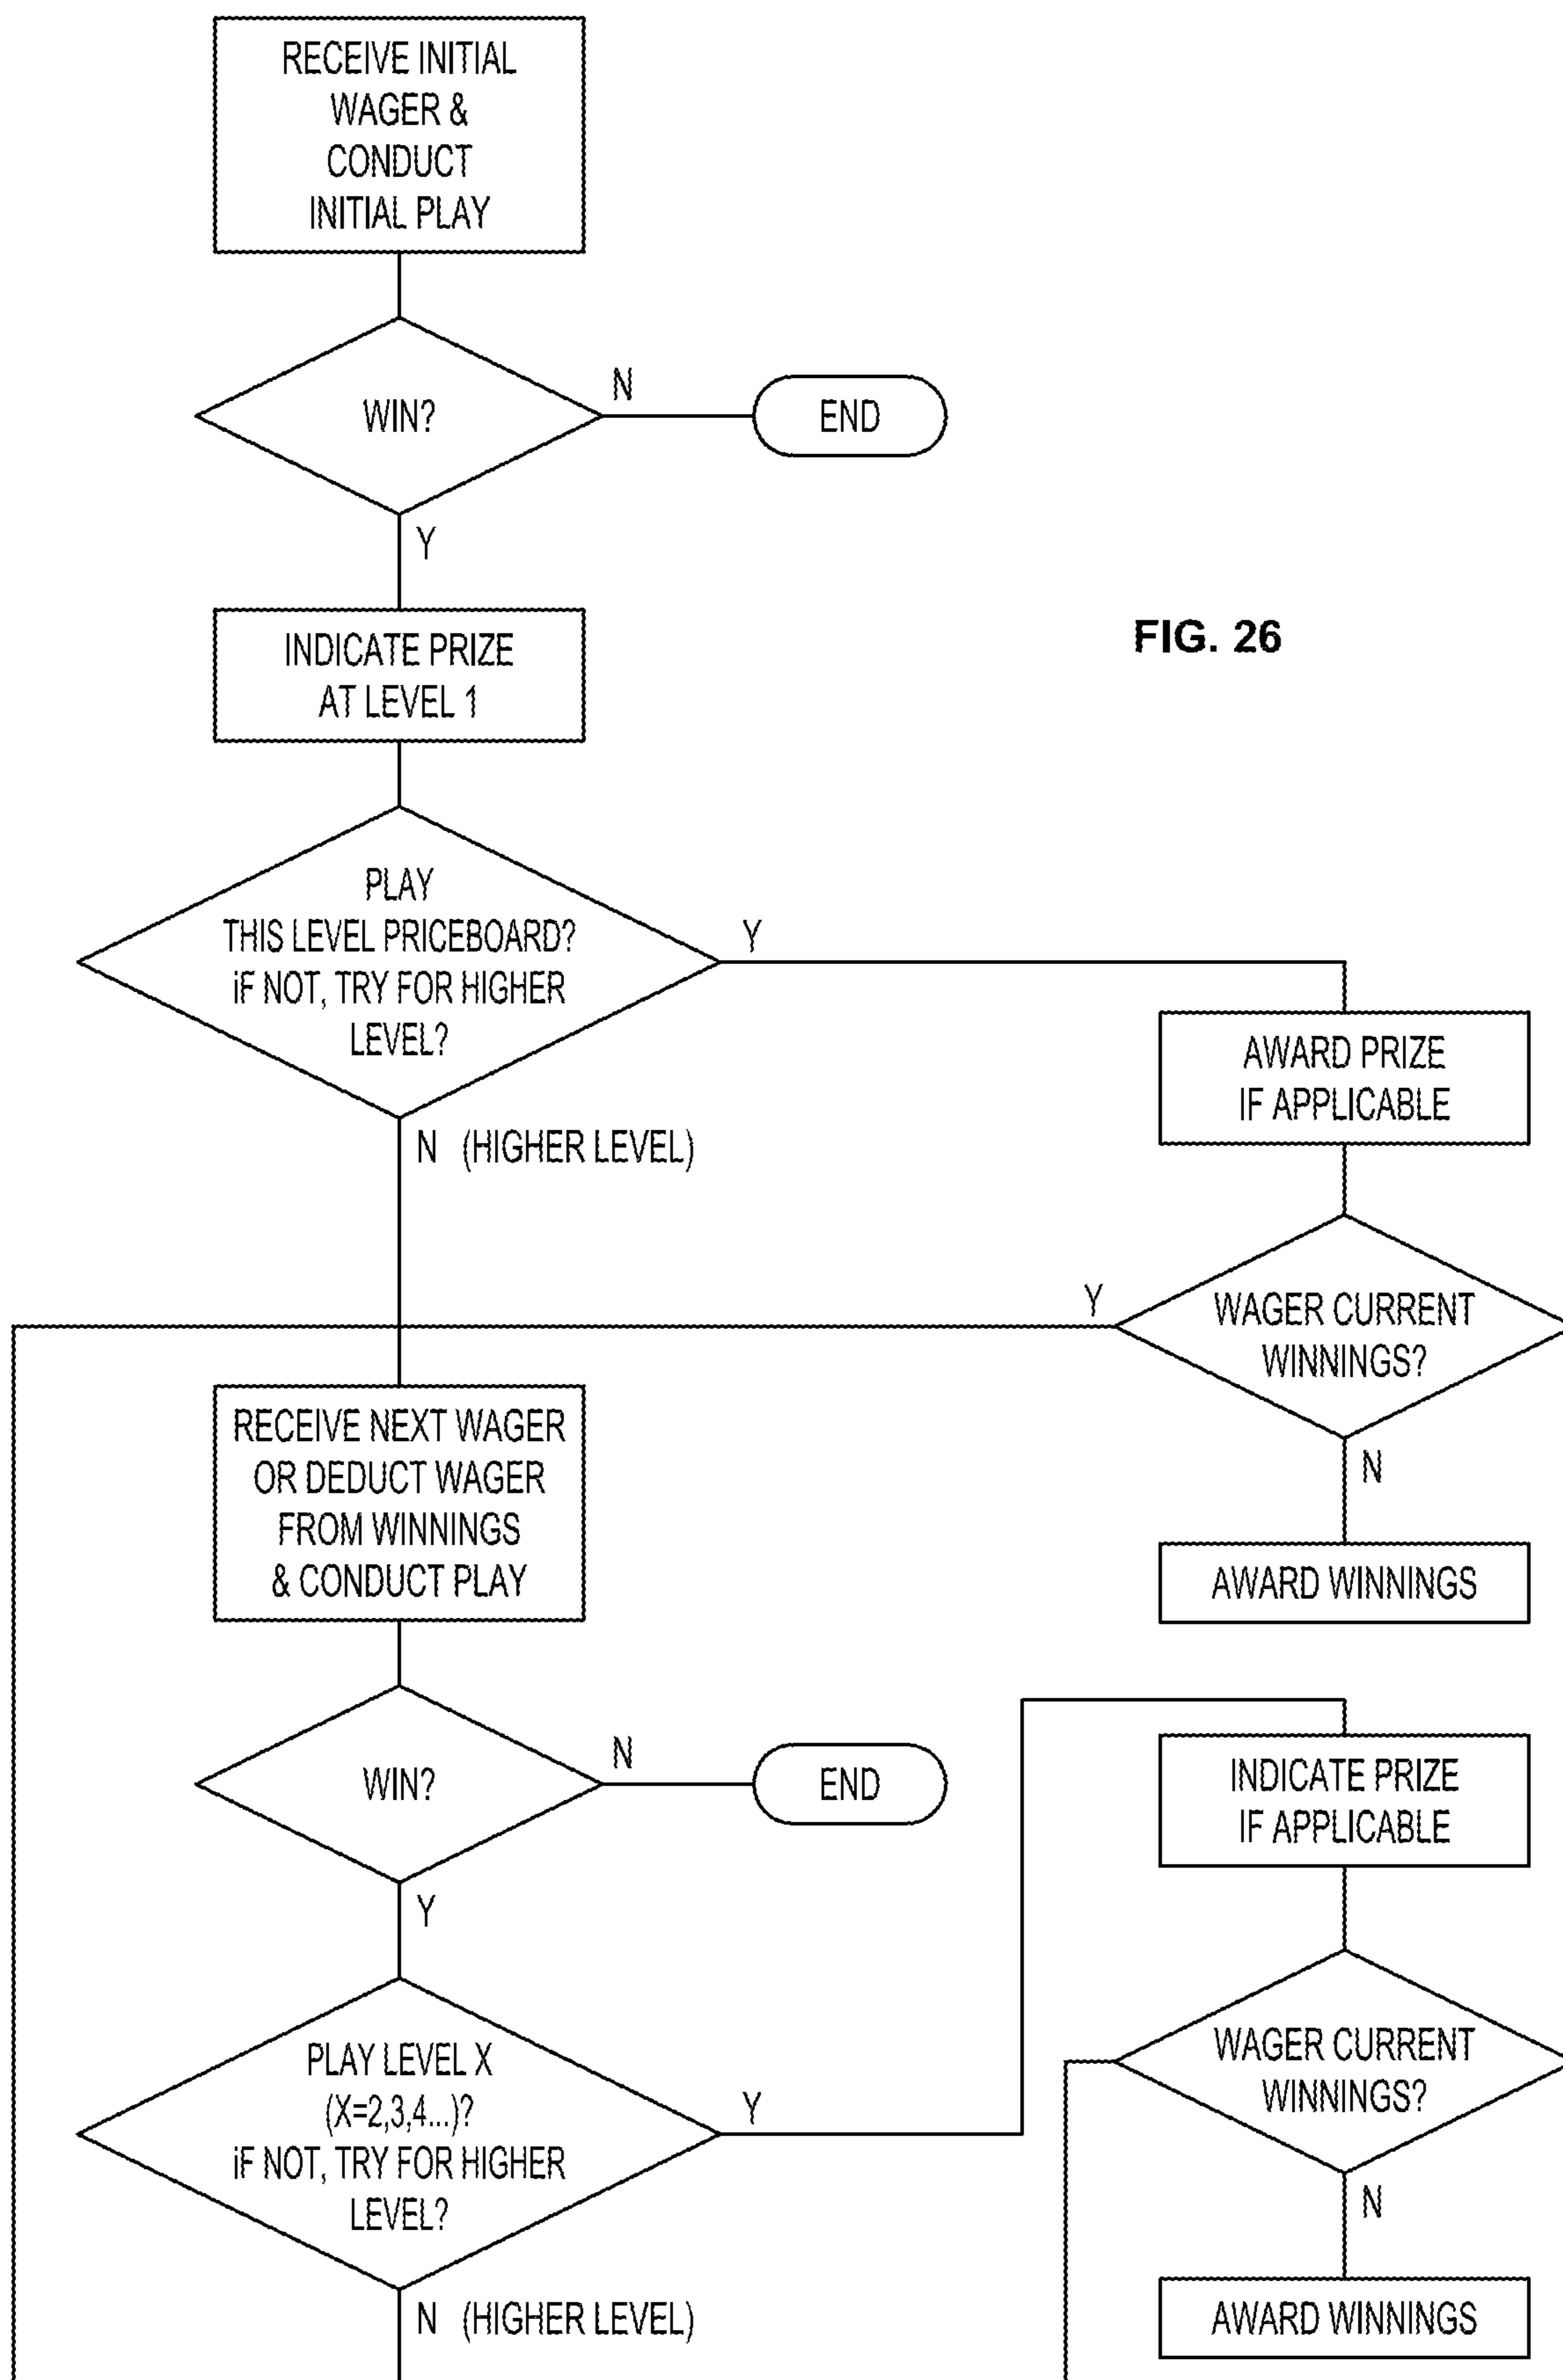 RECEIVE INITIAL
WAGER &
CONDUCT
INITIAL PLAY
WIN?
N
END
Y
INDICATE PRIZE
AT LEVEL 1
FIG. 26
PLAY
THIS LEVEL PRICEBOARD?
iF NOT, TRY FOR HIGHER
LEVEL?
Y
N (HIGHER LEVEL)
AWARD PRIZE
IF APPLICABLE
WAGER CURRENT
WINNINGS?
Y
N
AWARD WINNINGS
RECEIVE NEXT WAGER
OR DEDUCT WAGER
FROM WINNINGS
& CONDUCT PLAY
WIN?
N
END
Y
PLAY LEVEL X
(X=2,3,4...)?
iF NOT, TRY FOR HIGHER
LEVEL?
Y
N (HIGHER LEVEL)
INDICATE PRIZE
IF APPLICABLE
WAGER CURRENT
WINNINGS?
N
AWARD WINNINGS